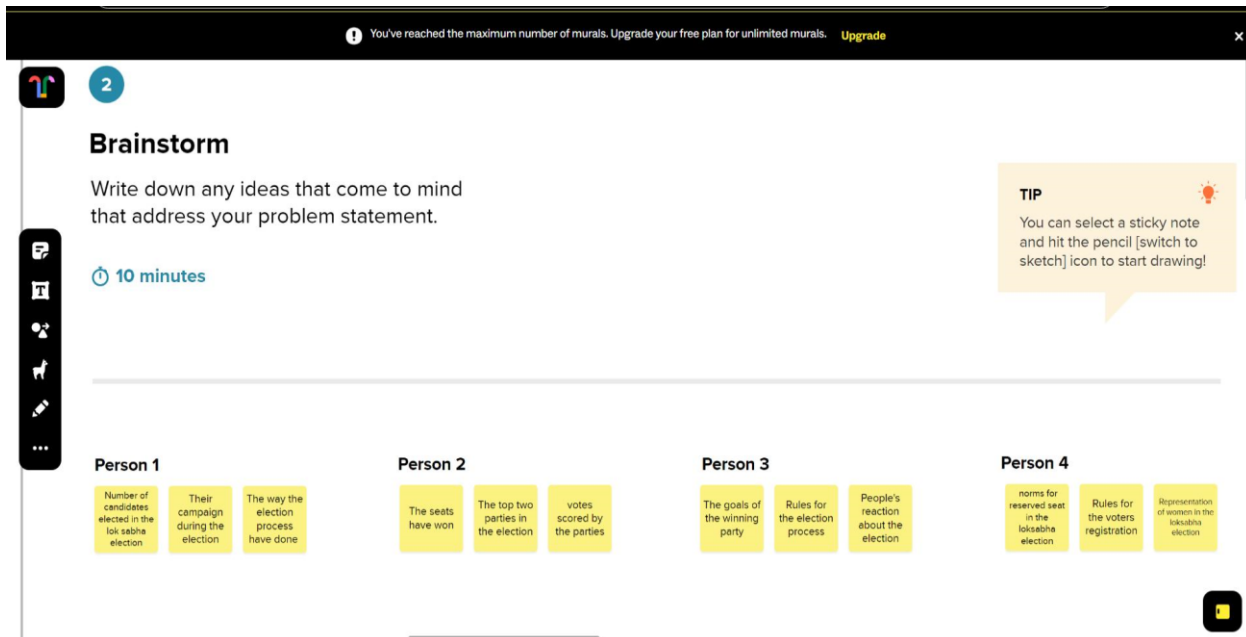 You've reached the maximum number of murals. Upgrade your free plan for unlimited murals. Upgrade
2
Brainstorm
Write down any ideas that come to mind
that address your problem statement.
10 minutes
TIP
You can select a sticky note
and hit the pencil [switch to
sketch] icon to start drawing!
Person 1
Number of
candidates
elected in the
lok sabha
election
Their
campaign
during the
election
The way the
election
process
have done
Person 2
The seats
have won
The top two
parties in
the election
votes
scored by
the parties
Person 3
The goals of
the winning
party
Rules for
the election
process
People's
reaction
about the
election
Person 4
norms for
reserved seat
in the
loksabha
election
Rules for
the voters
registration
Representation
of women in the
loksabha
election